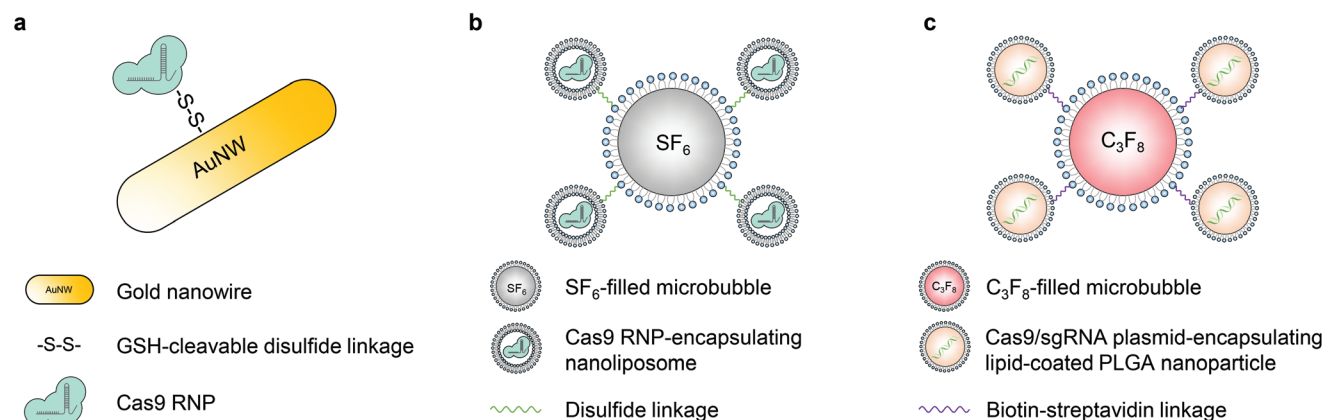 a
-S-S-
AuNW
AuNW
Gold nanowire
-S-S-
GSH-cleavable disulfide linkage
Cas9 RNP
b
SF₆
SF₆
SF₆-filled microbubble
Cas9 RNP-encapsulating
nanoliposome
Disulfide linkage
c
C₃F₈
C₃F₈
C₃F₈-filled microbubble
Cas9/sgRNA plasmid-encapsulating
lipid-coated PLGA nanoparticle
Biotin-streptavidin linkage